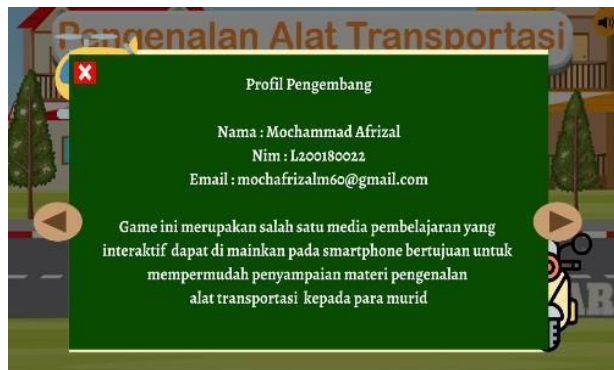 Pengenalan Alat Transportasi
Profil Pengembang
Nama : Mochammad Afrizal
Nim : L200180022
Email : mochafrizalm60@gmail.com
Game ini merupakan salah satu media pembelajaran yang
interaktif dapat di mainkan pada smartphone bertujuan untuk
mempermudah penyampaian materi pengenalan
alat transportasi kepada para murid